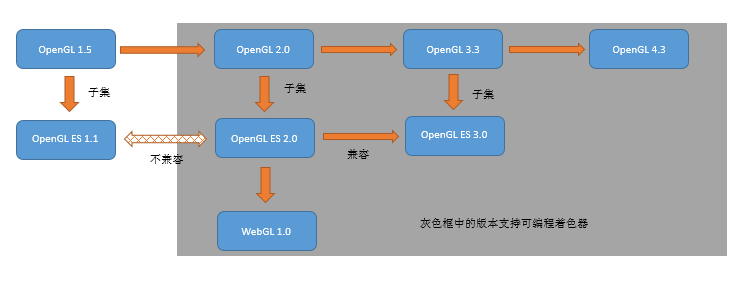 OpenGL 1.5
OpenGL 2.0
OpenGL 3.3
OpenGL 4.3
子集
子集
子集
OpenGL ES 1.1
不兼容
OpenGL ES 2.0
兼容
OpenGL ES 3.0
WebGL 1.0
灰色框中的版本支持可编程着色器